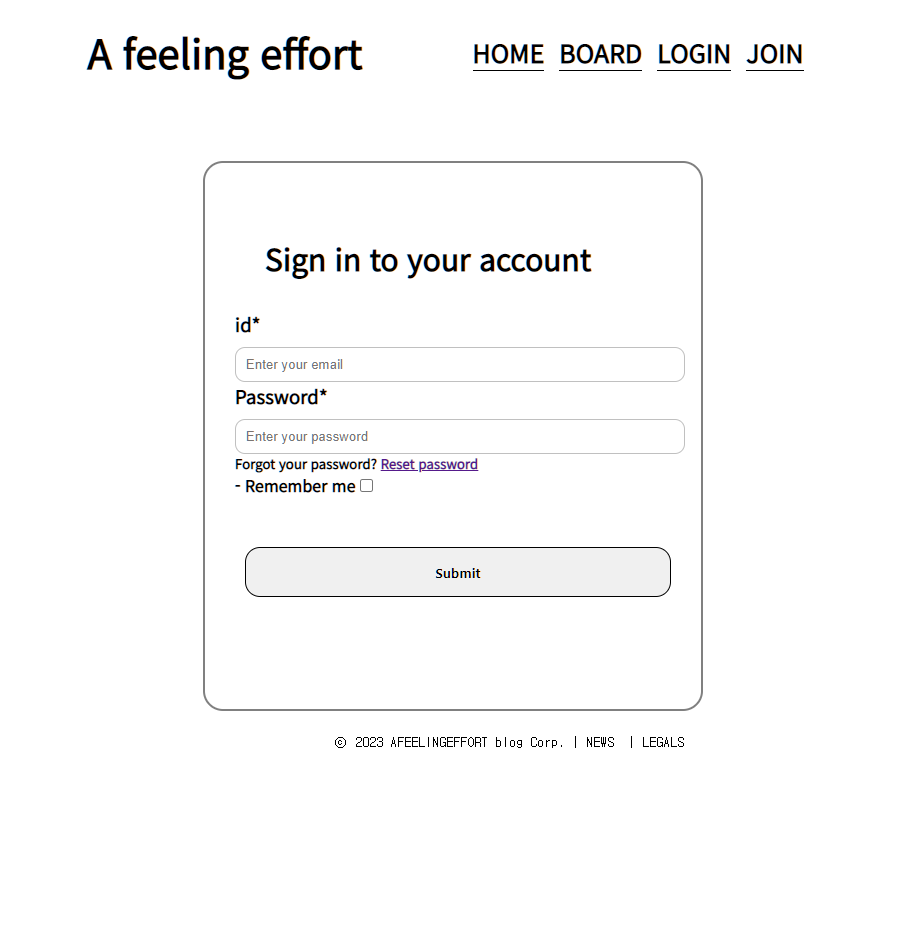 A feeling effort
HOME BOARD LOGIN JOIN
Sign in to your account
id*
Enter your email
Password*
Enter your password
Forgot your password? Reset password
- Remember me
Submit
© 2023 AFEELINGEFFORT blog Corp. | NEWS | LEGALS